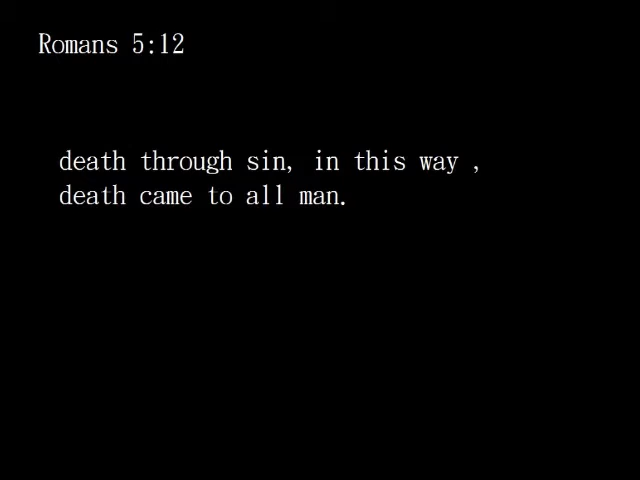 Romans 5:12
death through sin, in this way ,
death came to all man.